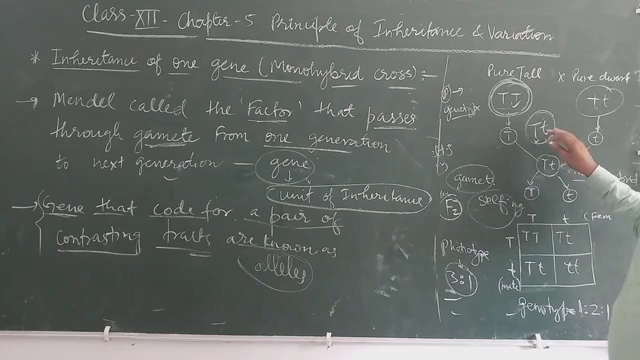 Class-XII Chapter-5 Principle of Inheritance & Variation
* Inheritance of one gene (Monohybrid cross):-
→ Mendel called the "Factor" that passes
through gamete from one generation
to next generation — gene
unit of Inheritance
→ Gene that code for a pair of
contrasting traits are known as
alleles
Pure Tall X Pure dwarf
TT tt
T Tt t
Tt
gamete T t
F2 Selfing
T t
T TT Tt
t Tt tt
Phenotype
3:1
genotype 1:2:1